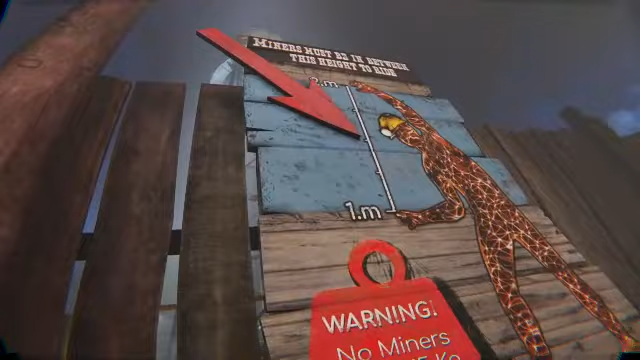 MINERS MUST BE IN BETWEEN
THIS HEIGHT TO RIDE
2.m
1.m
WARNING!
No Miners